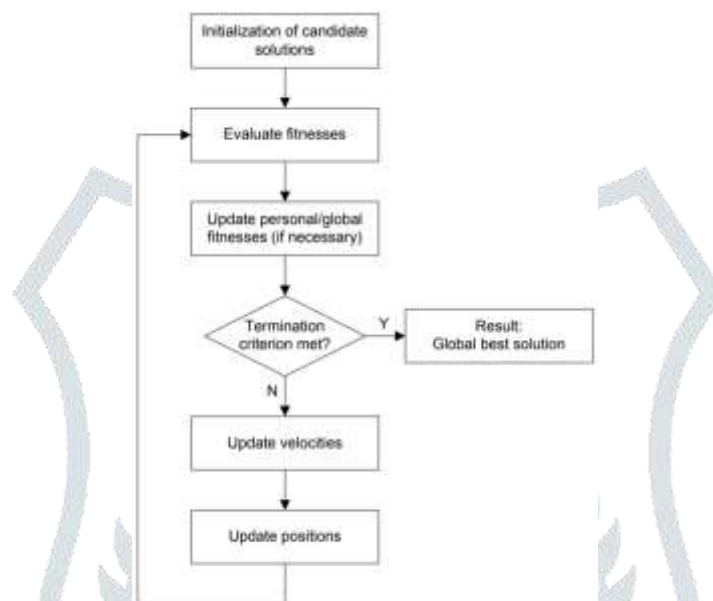 Initialization of candidate
solutions
Evaluate fitnesses
Update personal/global
fitnesses (if necessary)
Termination
criterion met?
Y
Result:
Global best solution
N
Update velocities
Update positions